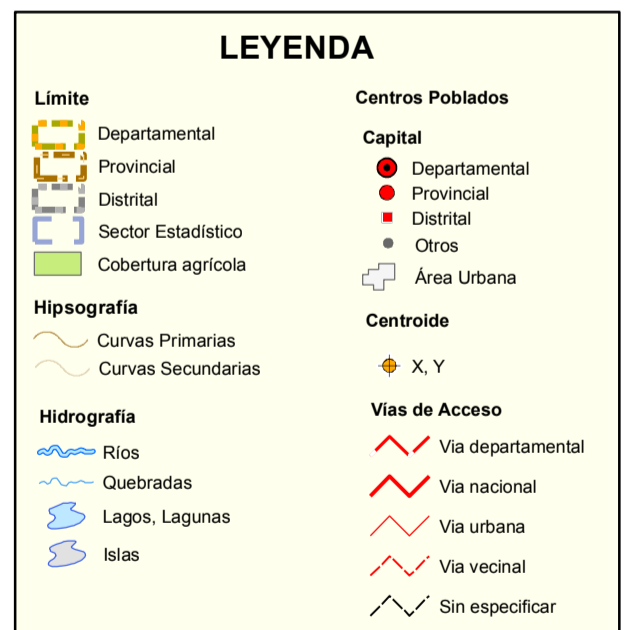 LEYENDA
Límite
Departamental
Provincial
Distrital
Sector Estadístico
Cobertura agrícola
Hipsografía
Curvas Primarias
Curvas Secundarias
Hidrografía
Ríos
Quebradas
Lagos, Lagunas
Islas
Centros Poblados
Capital
Departamental
Provincial
Distrital
Otros
Área Urbana
Centroide
X, Y
Vías de Acceso
Via departamental
Via nacional
Via urbana
Via vecinal
Sin especificar